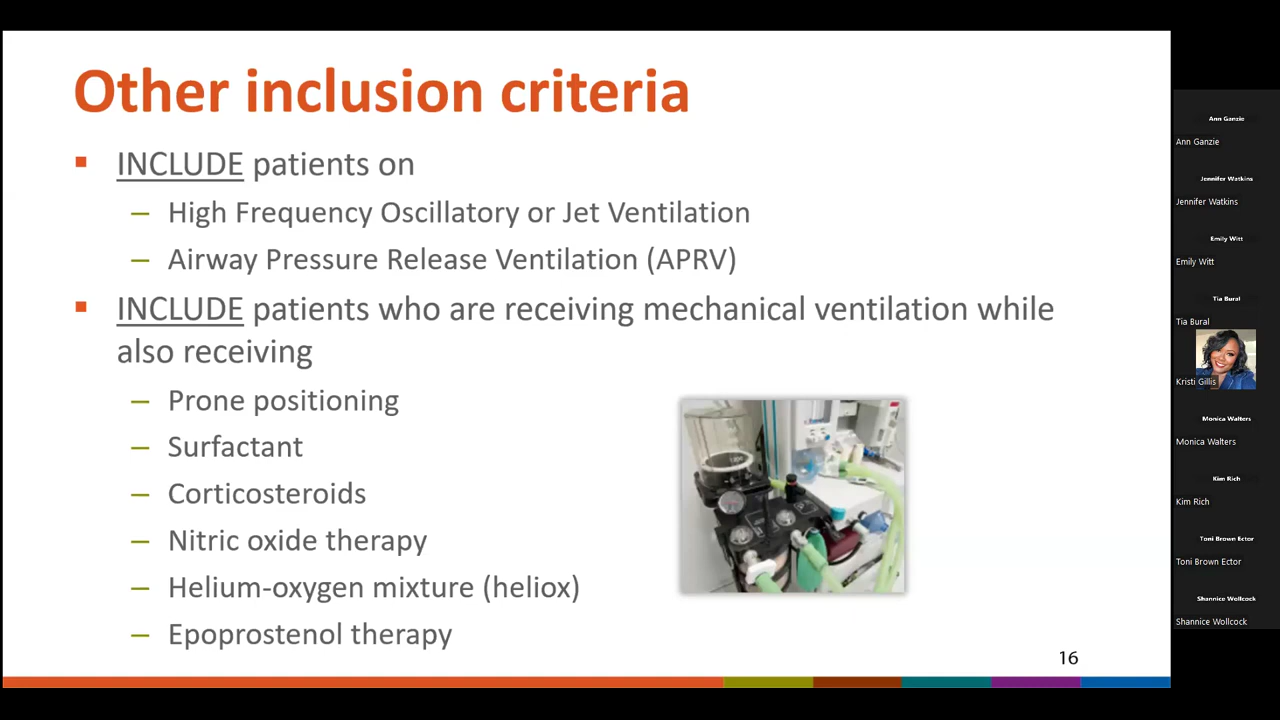 Other inclusion criteria
INCLUDE patients on
– High Frequency Oscillatory or Jet Ventilation
– Airway Pressure Release Ventilation (APRV)
INCLUDE patients who are receiving mechanical ventilation while
also receiving
– Prone positioning
– Surfactant
– Corticosteroids
– Nitric oxide therapy
– Helium-oxygen mixture (heliox)
– Epoprostenol therapy
16
Ann Ganzie
Ann Ganzie
Jennifer Watkins
Jennifer Watkins
Emily Witt
Emily Witt
Tia Bural
Tia Bural
Kristi Gillis
Monica Walters
Monica Walters
Kim Rich
Kim Rich
Toni Brown Ector
Toni Brown Ector
Shannice Wollcock
Shannice Wollcock